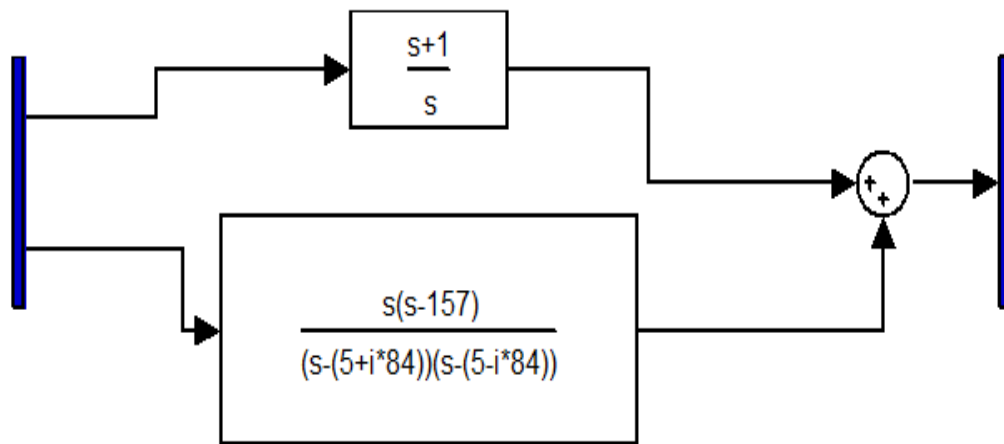 s+1
s
+
+
s(s-157)
(s-(5+i*84))(s-(5-i*84))